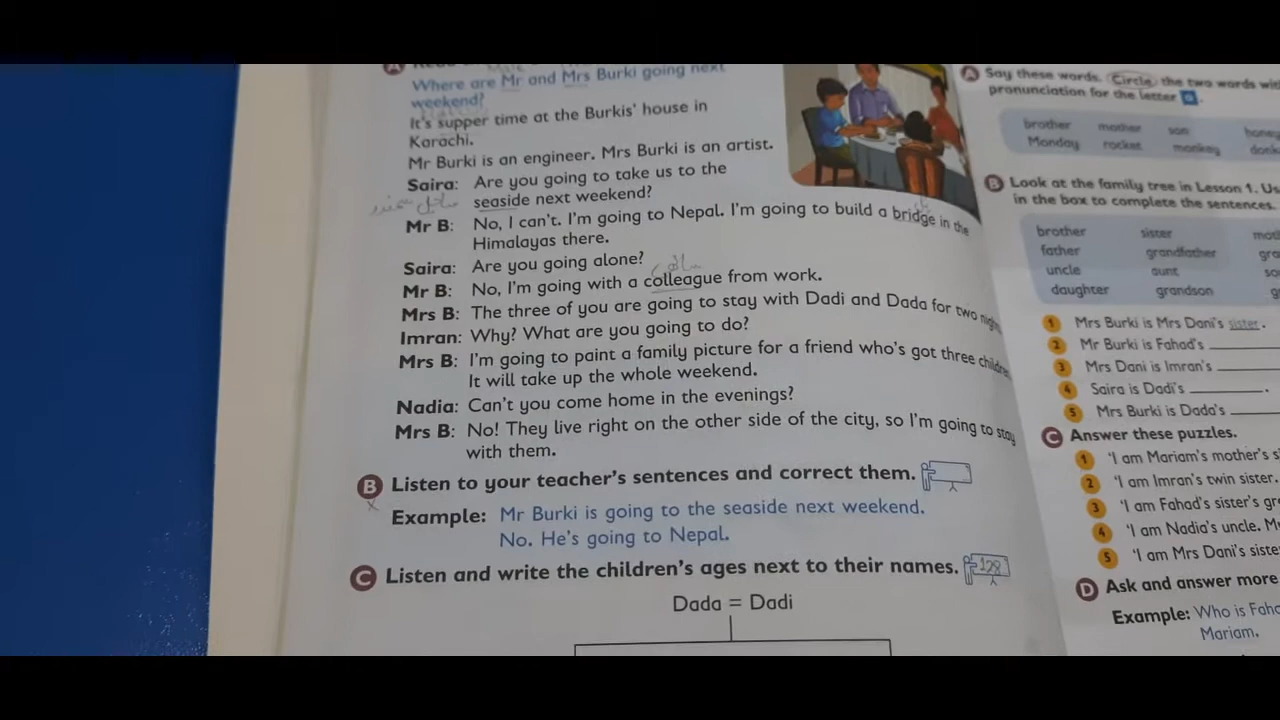 Where are Mr and Mrs Burki going next
weekend?
It's supper time at the Burkis' house in
Karachi.
Mr Burki is an engineer. Mrs Burki is an artist.
Saira: Are you going to take us to the
seaside next weekend?
Mr B: No, I can't. I'm going to Nepal. I'm going to build a bridge in the
Himalayas there.
Saira: Are you going alone?
Mr B: No, I'm going with a colleague from work.
Mrs B: The three of you are going to stay with Dadi and Dada for two
Imran: Why? What are you going to do?
Mrs B: I'm going to paint a family picture for a friend who's got three
It will take up the whole weekend.
Nadia: Can't you come home in the evenings?
Mrs B: No! They live right on the other side of the city, so I'm going to stay
with them.
B Listen to your teacher's sentences and correct them.
Example: Mr Burki is going to the seaside next weekend.
No. He's going to Nepal.
C Listen and write the children's ages next to their names. 128
Dada = Dadi
A Say these words. Circle the two words
pronunciation for the letter o.
brother mother son
Monday rocket monkey
B Look at the family tree in Lesson 1.
in the box to complete the sentences.
brother sister
father grandfather
uncle aunt
daughter grandson
1 Mrs Burki is Mrs Dani's sister.
2 Mr Burki is Fahad's
3 Mrs Dani is Imran's
4 Saira is Dadi's .
5 Mrs Burki is Dada's
C Answer these puzzles.
1 'I am Mariam's mother's
2 'I am Imran's twin sister.
3 'I am Fahad's sister's
4 'I am Nadia's uncle.
5 'I am Mrs Dani's
D Ask and answer more
Example: Who is
Mariam.